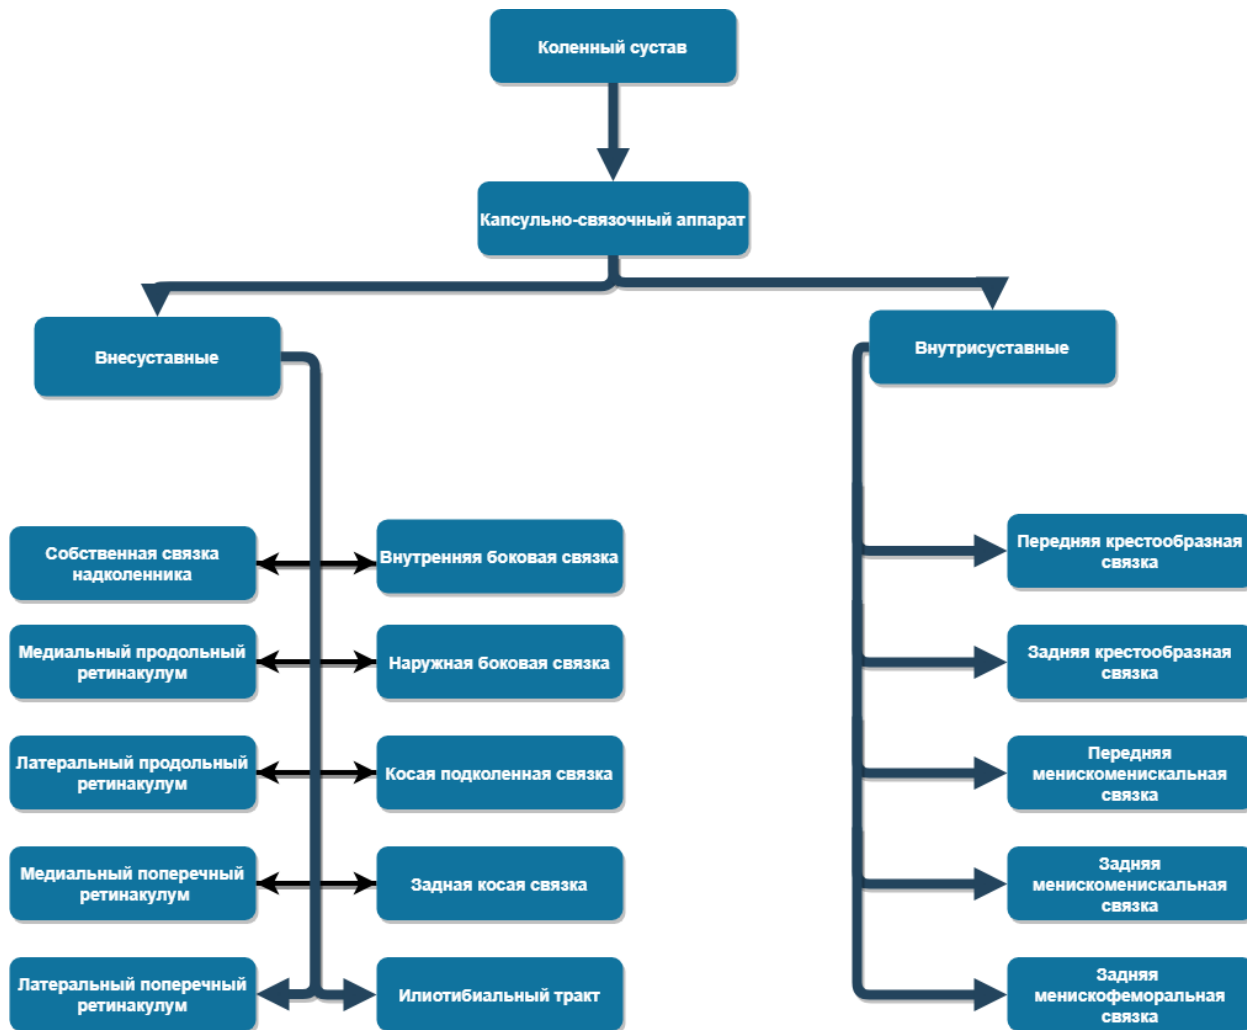 Коленный сустав
Капсульно-связочный аппарат
Внесуставные
Внутрисуставные
Собственная связка
надколенника
Внутренняя боковая связка
Передняя крестообразная
связка
Медиальный продольный
ретинакулум
Наружная боковая связка
Задняя крестообразная
связка
Латеральный продольный
ретинакулум
Косая подколенная связка
Передняя
менискоменискальная
связка
Медиальный поперечный
ретинакулум
Задная косая связка
Задняя
менискоменискальная
связка
Латеральный поперечный
ретинакулум
Илиотибиальный тракт
Задняя
менискофеморальная
связка